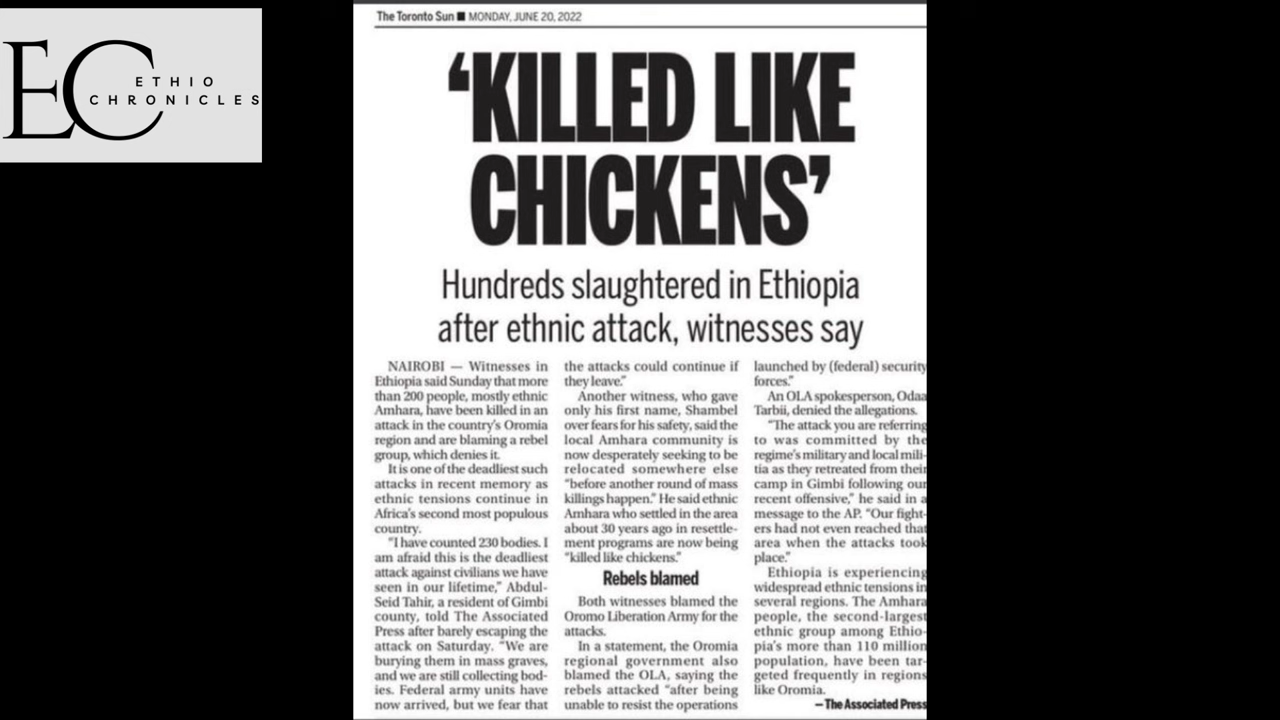 ETHIO
EC
CHRONICLES
The Toronto Sun ■ MONDAY, JUNE 20, 2022
‘KILLED LIKE
CHICKENS’
Hundreds slaughtered in Ethiopia
after ethnic attack, witnesses say
NAIROBI — Witnesses in
Ethiopia said Sunday that more
than 200 people, mostly ethnic
Amhara, have been killed in an
attack in the country's Oromia
region and are blaming a rebel
group, which denies it.
It is one of the deadliest such
attacks in recent memory as
ethnic tensions continue in
Africa's second most populous
country.
"I have counted 230 bodies. I
am afraid this is the deadliest
attack against civilians we have
seen in our lifetime," Abdul-
Seid Tahir, a resident of Gimbi
county, told The Associated
Press after barely escaping the
attack on Saturday. "We are
burying them in mass graves,
and we are still collecting bod-
ies. Federal army units have
now arrived, but we fear that
the attacks could continue if
they leave."
Another witness, who gave
only his first name, Shambel
over fears for his safety, said the
local Amhara community is
now desperately seeking to be
relocated somewhere else
"before another round of mass
killings happen." He said ethnic
Amhara who settled in the area
about 30 years ago in resettle-
ment programs are now being
"killed like chickens."
Rebels blamed
Both witnesses blamed the
Oromo Liberation Army for the
attacks.
In a statement, the Oromia
regional government also
blamed the OLA, saying the
rebels attacked "after being
unable to resist the operations
launched by (federal) security
forces."
An OLA spokesperson, Odaa
Tarbii, denied the allegations.
"The attack you are referring
to was committed by the
regime's military and local mili-
tia as they retreated from their
camp in Gimbi following our
recent offensive," he said in a
message to the AP. "Our fight-
ers had not even reached that
area when the attacks took
place."
Ethiopia is experiencing
widespread ethnic tensions in
several regions. The Amhara
people, the second-largest
ethnic group among Ethio-
pia's more than 110 million
population, have been tar-
geted frequently in regions
like Oromia.
— The Associated Press